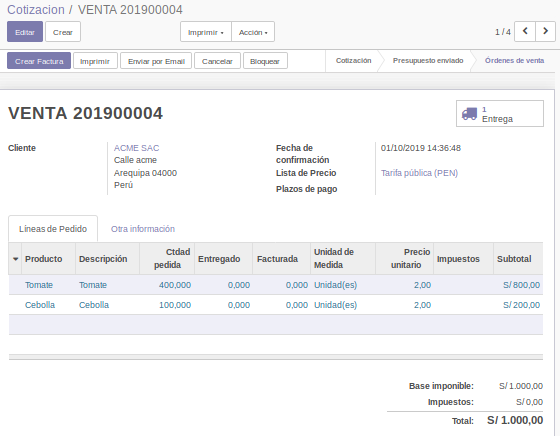 Cotizacion / VENTA 201900004
Editar Crear Imprimir Acción 1 / 4
Crear Factura Imprimir Enviar por Email Cancelar Bloquear Cotización Presupuesto enviado Órdenes de venta
VENTA 201900004
1
Entrega
Cliente ACME SAC Fecha de 01/10/2019 14:36:48
Calle acme confirmación
Arequipa 04000 Lista de Precio Tarifa pública (PEN)
Perú Plazos de pago
Líneas de Pedido Otra información
Producto Descripción Ctdad pedida Entregado Facturada Unidad de Medida Precio unitario Impuestos Subtotal
Tomate Tomate 400,000 0,000 0,000 Unidad(es) 2,00 S/ 800,00
Cebolla Cebolla 100,000 0,000 0,000 Unidad(es) 2,00 S/ 200,00
Base imponible: S/ 1.000,00
Impuestos: S/ 0,00
Total: S/ 1.000,00